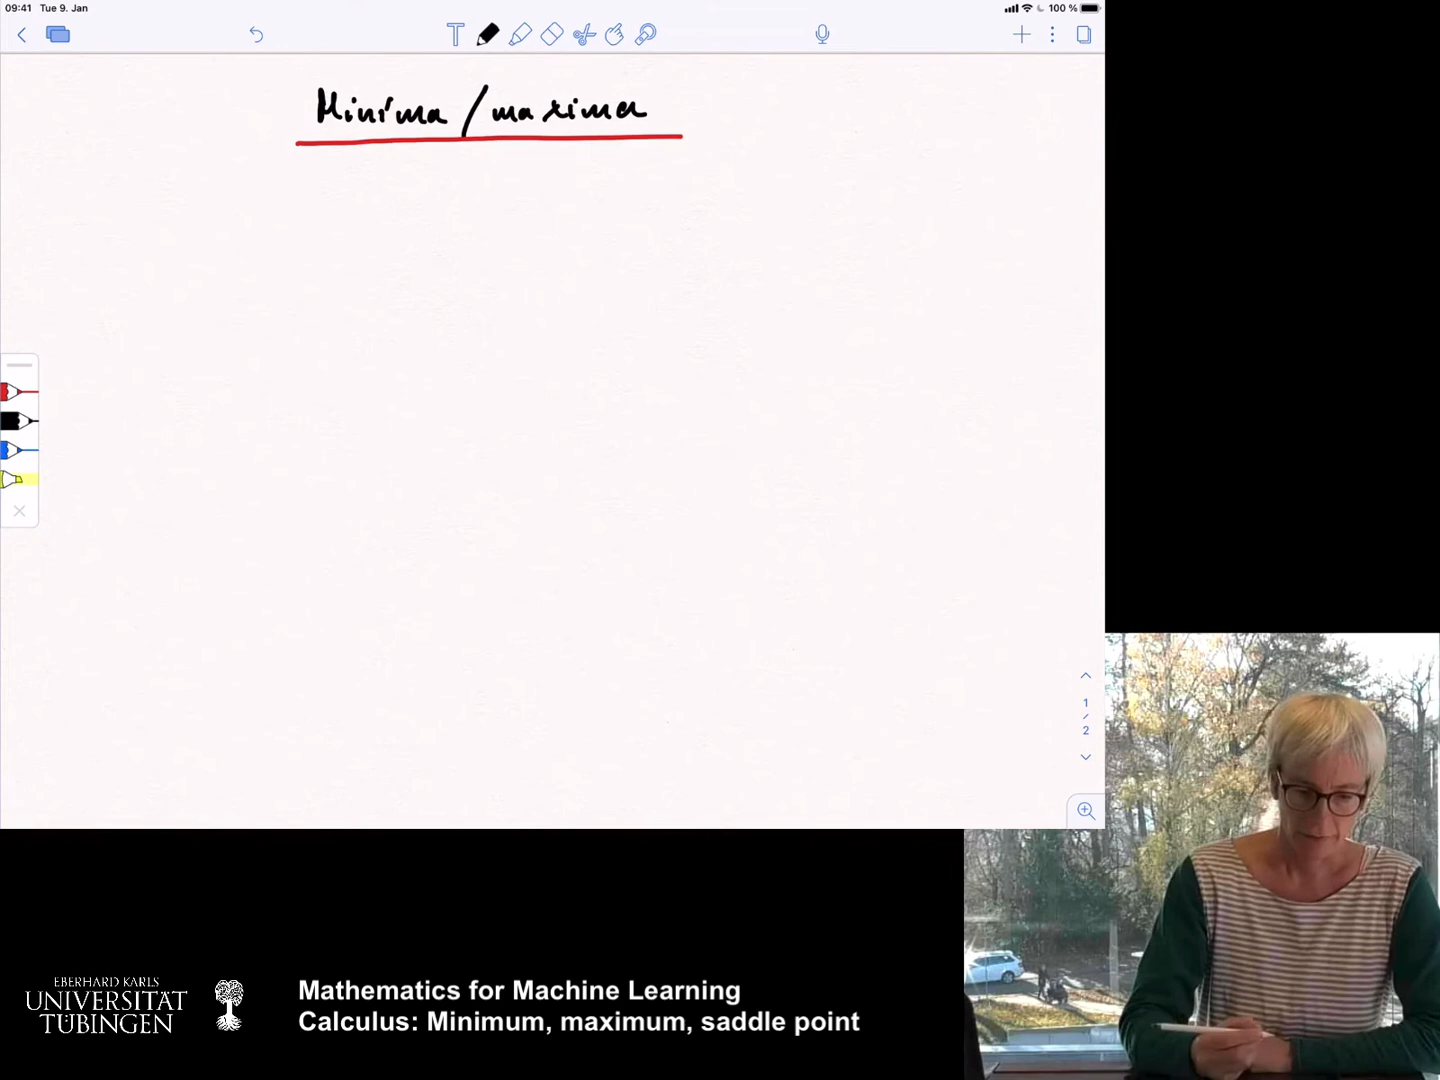 09:41 Tue 9. Jan 100 %
T
Minima / maxima
1
/
2
EBERHARD KARLS
UNIVERSITÄT
TÜBINGEN
Mathematics for Machine Learning
Calculus: Minimum, maximum, saddle point